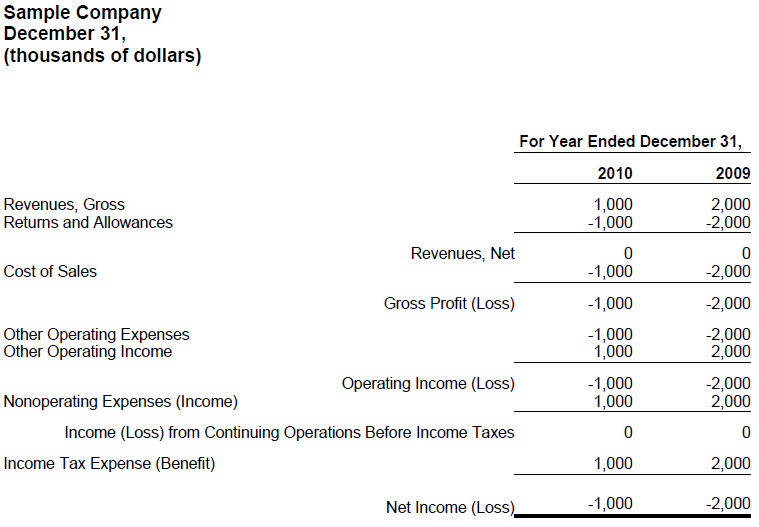 Sample Company
December 31,
(thousands of dollars)
For Year Ended December 31,
2010 2009
Revenues, Gross 1,000 2,000
Returns and Allowances -1,000 -2,000
Revenues, Net 0 0
Cost of Sales -1,000 -2,000
Gross Profit (Loss) -1,000 -2,000
Other Operating Expenses -1,000 -2,000
Other Operating Income 1,000 2,000
Operating Income (Loss) -1,000 -2,000
Nonoperating Expenses (Income) 1,000 2,000
Income (Loss) from Continuing Operations Before Income Taxes 0 0
Income Tax Expense (Benefit) 1,000 2,000
Net Income (Loss) -1,000 -2,000